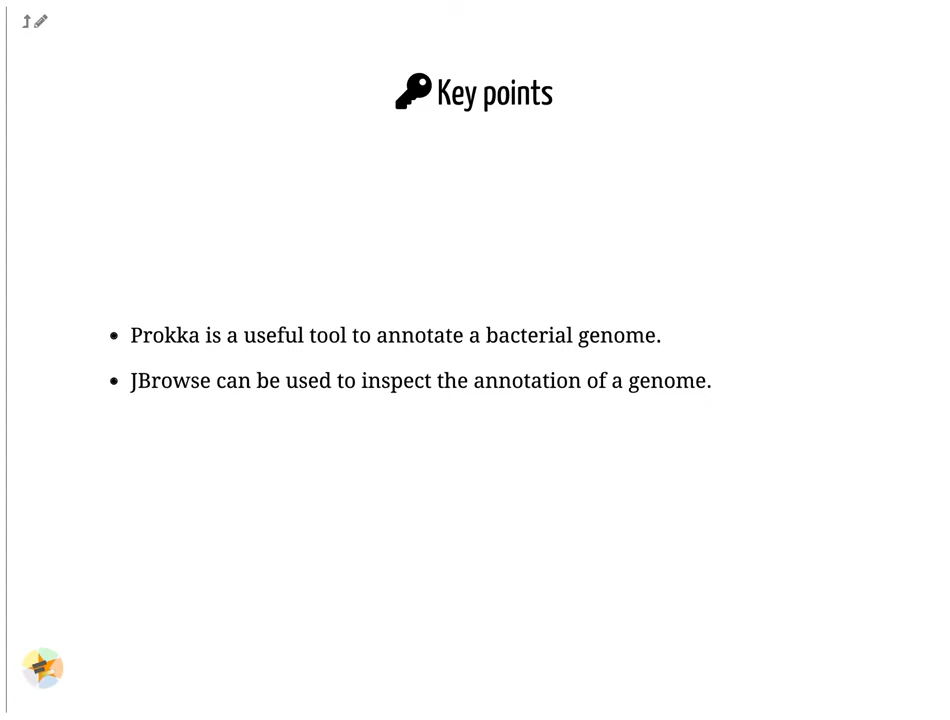 Key points
Prokka is a useful tool to annotate a bacterial genome.
JBrowse can be used to inspect the annotation of a genome.